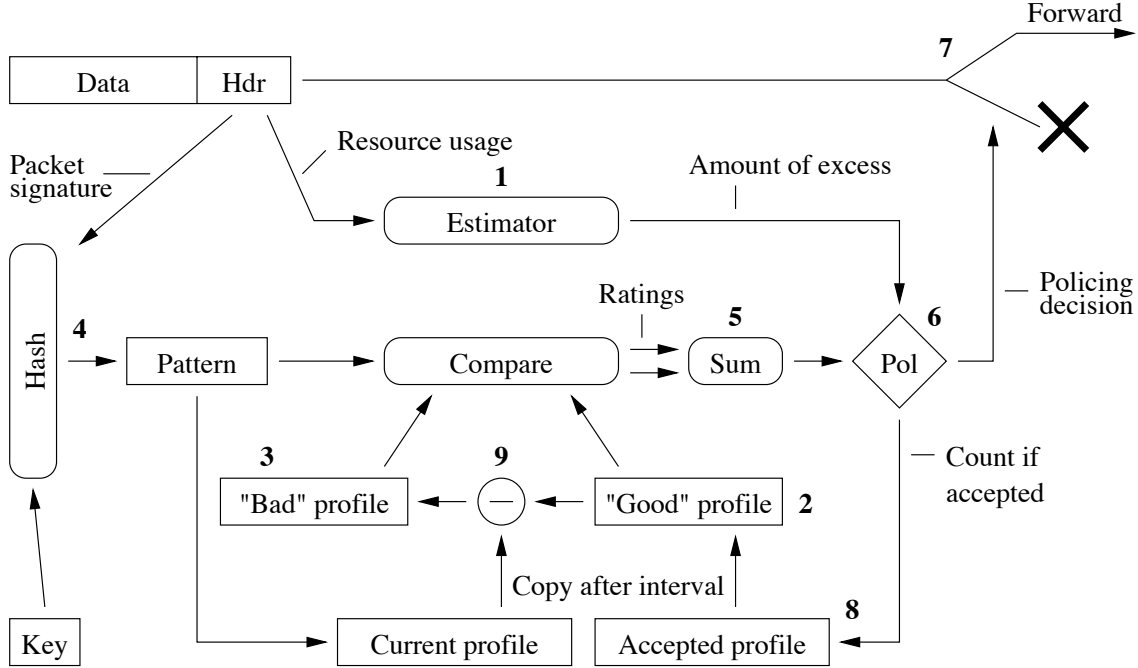 Forward
7
Data
Hdr
Packet
signature
Resource usage
1
Amount of excess
Estimator
Policing
decision
Ratings
4
5
6
Hash
Pattern
Compare
Sum
Pol
3
9
Count if
accepted
"Bad" profile
"Good" profile
2
Copy after interval
8
Key
Current profile
Accepted profile